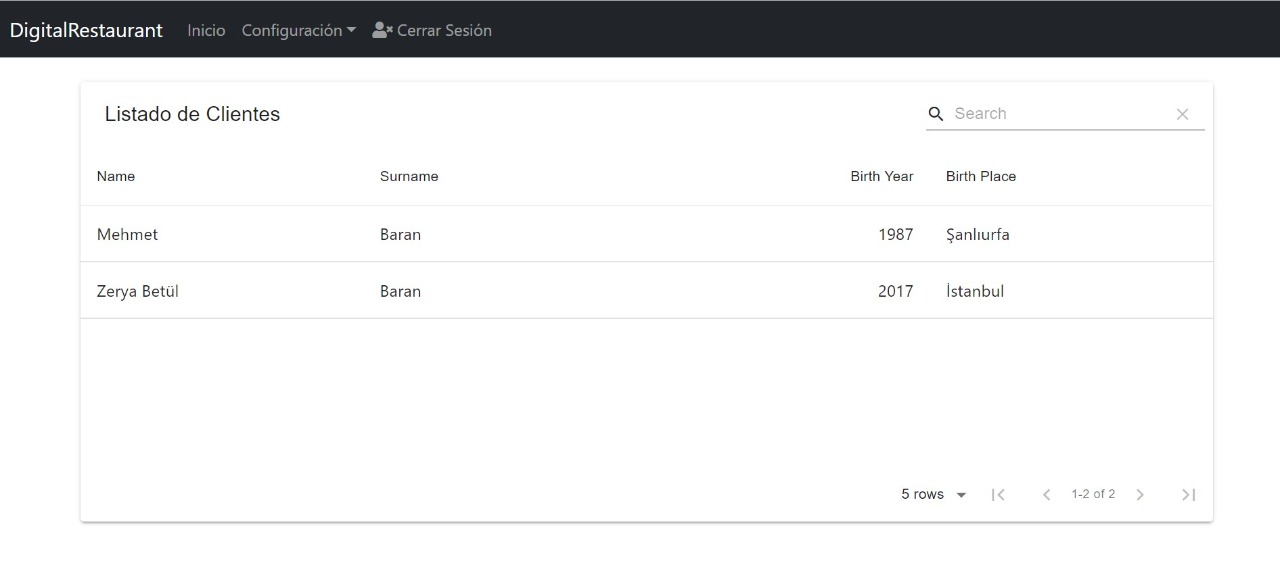 DigitalRestaurant Inicio Configuración Cerrar Sesión
Listado de Clientes Search
Name Surname Birth Year Birth Place
Mehmet Baran 1987 Şanlıurfa
Zerya Betül Baran 2017 İstanbul
5 rows 1-2 of 2